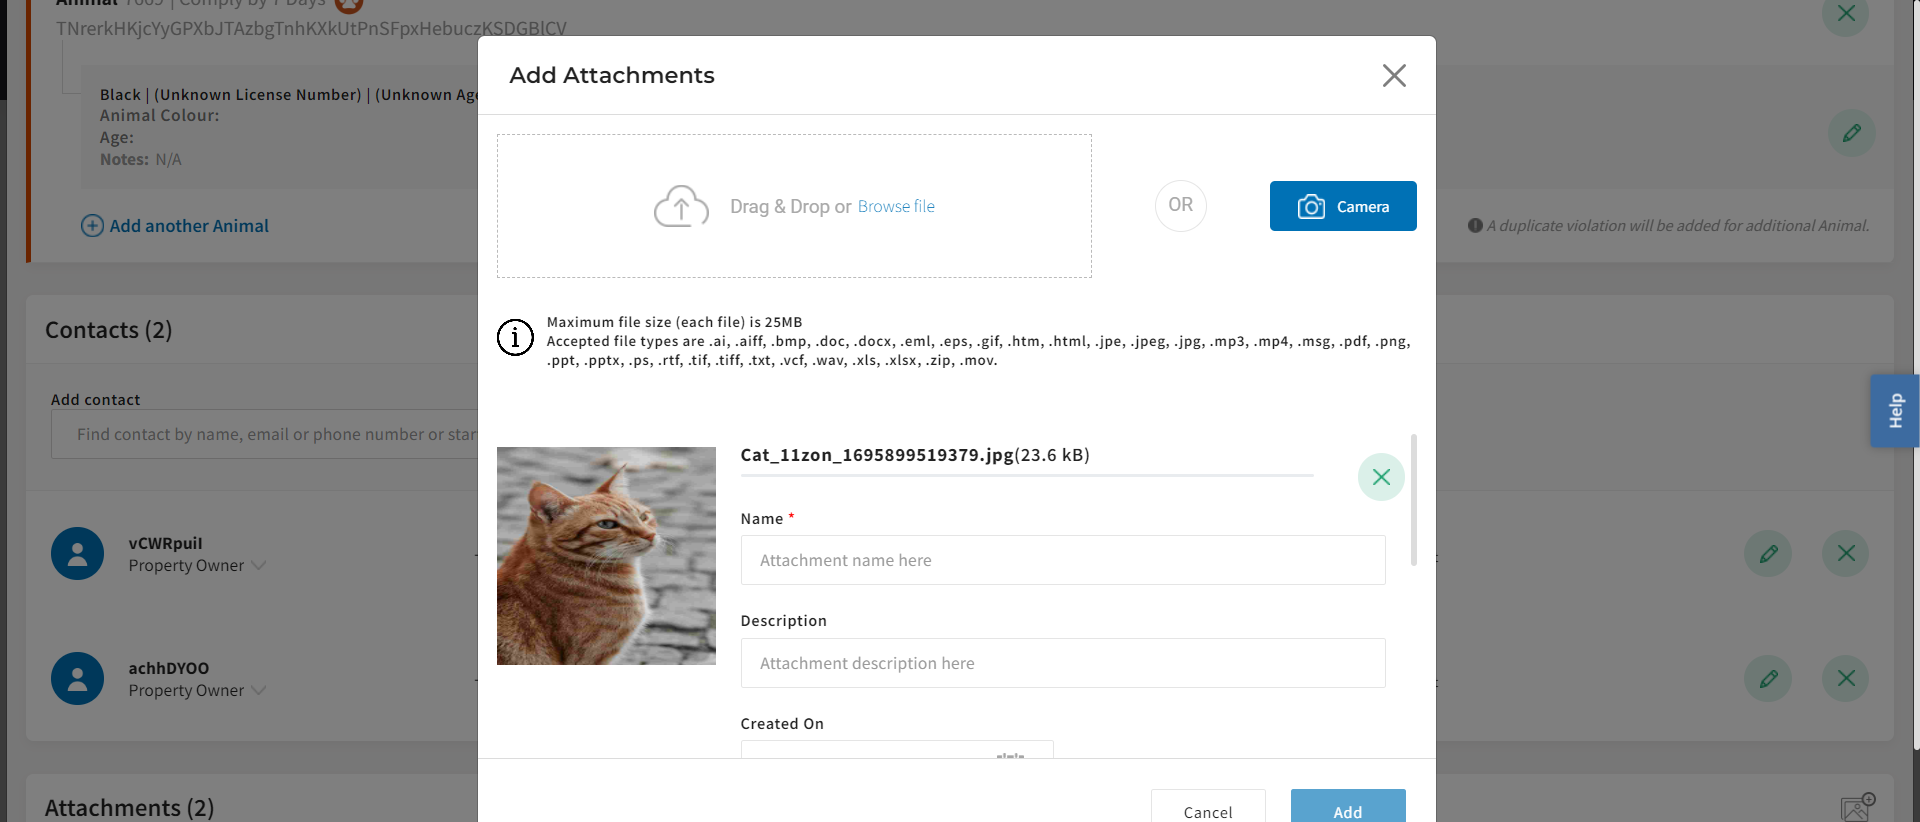 Animal 7009 | Comply by 7 Days
TNrerkHKjcYyGPXbJTAzbgTnhKXkUtPnSFpxHebuczKSDGBlCV
Black | (Unknown License Number) | (Unknown Age
Animal Colour:
Age:
Notes: N/A
Add another Animal
A duplicate violation will be added for additional Animal.
Contacts (2)
Add contact
Find contact by name, email or phone number or star
vCWRpuiI
Property Owner
achhDYOO
Property Owner
Attachments (2)
Add Attachments
Drag & Drop or Browse file
OR
Camera
Maximum file size (each file) is 25MB
Accepted file types are .ai, .aiff, .bmp, .doc, .docx, .eml, .eps, .gif, .htm, .html, .jpe, .jpeg, .jpg, .mp3, .mp4, .msg, .pdf, .png,
.ppt, .pptx, .ps, .rtf, .tif, .tiff, .txt, .vcf, .wav, .xls, .xlsx, .zip, .mov.
Cat_11zon_1695899519379.jpg(23.6 kB)
Name *
Attachment name here
Description
Attachment description here
Created On
Cancel
Add
Help